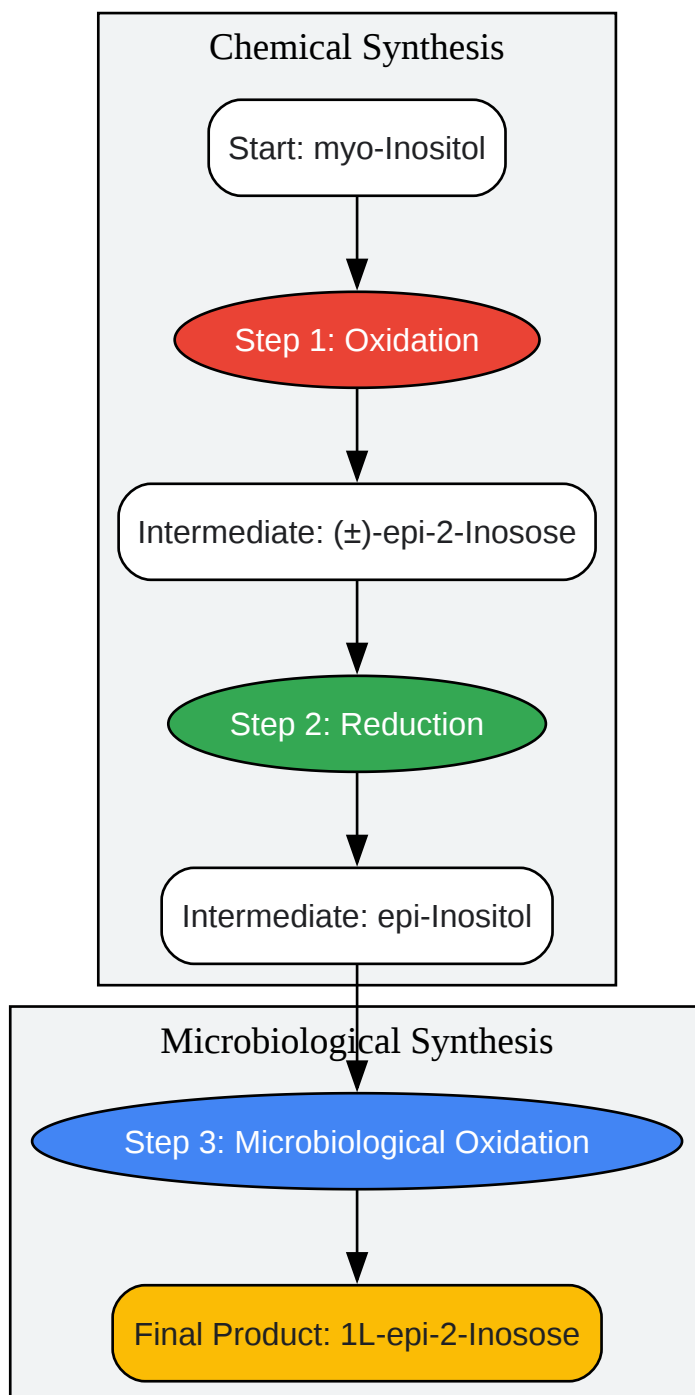 Chemical Synthesis
Start: myo-Inositol
Step 1: Oxidation
Intermediate: (±)-epi-2-Inosose
Step 2: Reduction
Intermediate: epi-Inositol
Microbiological Synthesis
Step 3: Microbiological Oxidation
Final Product: 1L-epi-2-Inosose